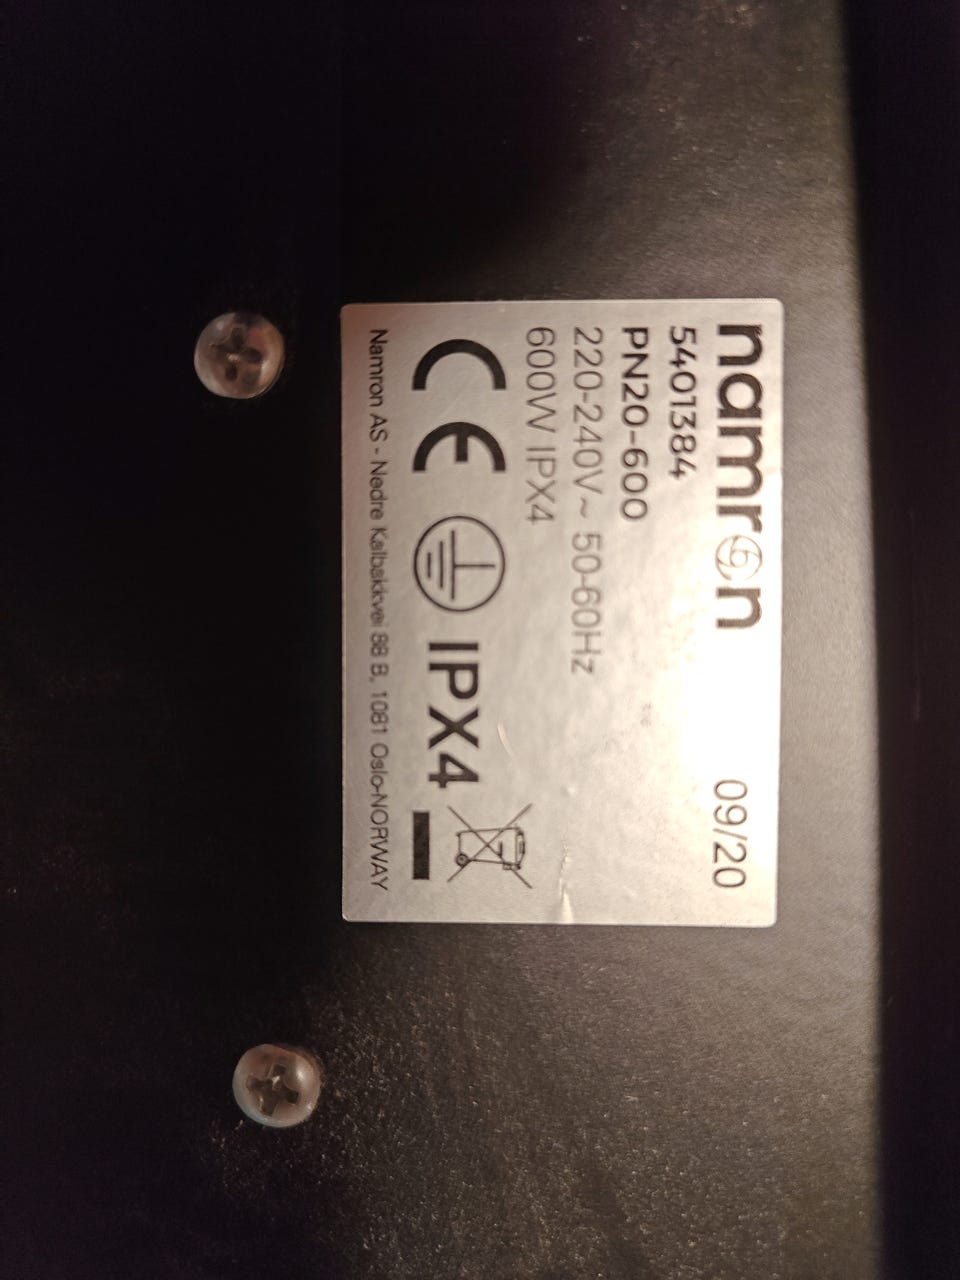 namron 09/20
5401384
PN20-600
220-240V~ 50-60Hz
600W IPX4
CE IPX4
Namron AS - Nedre Kalbakkvei 88 B, 1081 Oslo-NORWAY